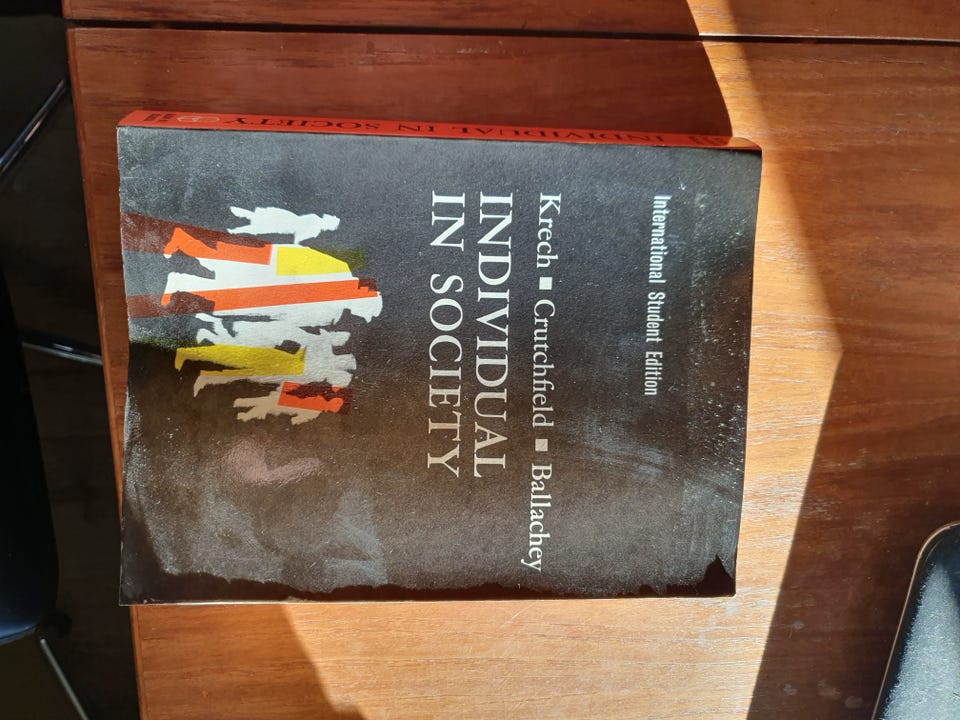 International Student Edition
Krech ▪ Crutchfield ▪ Ballachey
INDIVIDUAL
IN SOCIETY
INDIVIDUAL IN SOCIETY